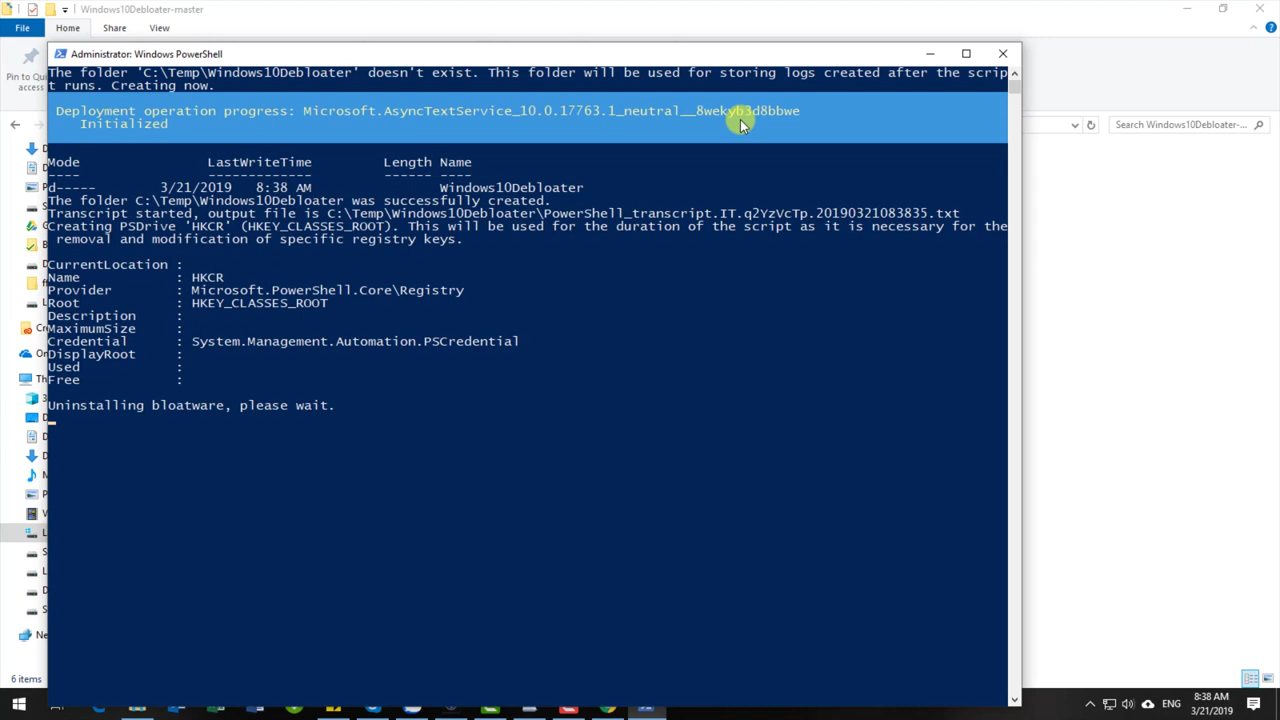 Windows10Debloater-master
File Home Share View
Administrator: Windows PowerShell
Pin to Qui
access
The folder 'C:\Temp\Windows10Debloater' doesn't exist. This folder will be used for storing logs created after the scrip
t runs. Creating now.
Deployment operation progress: Microsoft.AsyncTextService_10.0.17763.1_neutral__8wekyb3d8bbwe
Initialized
Search Windows10Debloater-...
Mode LastWriteTime Length Name
---- ------------- ------ ----
d----- 3/21/2019 8:38 AM Windows10Debloater
The folder C:\Temp\Windows10Debloater was successfully created.
Transcript started, output file is C:\Temp\Windows10Debloater\PowerShell_transcript.IT.q2YzVcTp.20190321083835.txt
Creating PSDrive 'HKCR' (HKEY_CLASSES_ROOT). This will be used for the duration of the script as it is necessary for the
removal and modification of specific registry keys.
CurrentLocation :
Name : HKCR
Provider : Microsoft.PowerShell.Core\Registry
Root : HKEY_CLASSES_ROOT
Description :
MaximumSize :
Credential : System.Management.Automation.PSCredential
DisplayRoot :
Used :
Free :
Uninstalling bloatware, please wait.
6 items
8:38 AM
ENG
3/21/2019